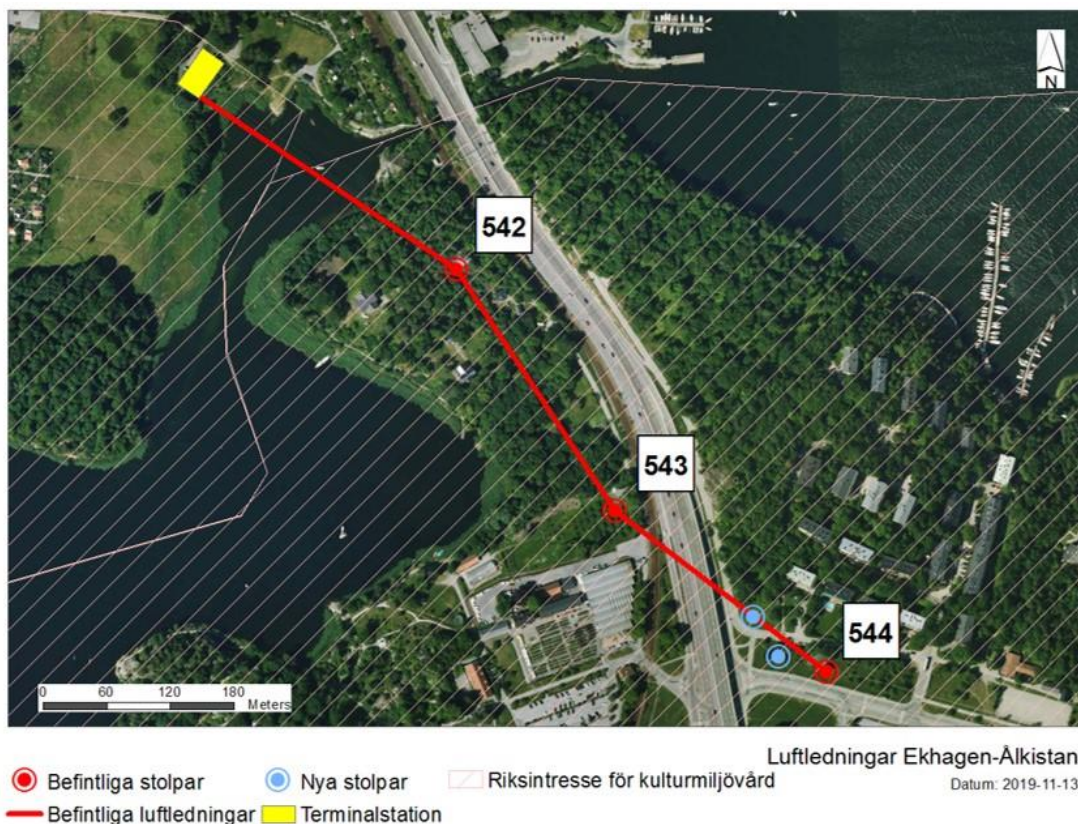 N
542
543
544
0 60 120 180
Meters
Luftledningar Ekhagen-Ålkistan
Datum: 2019-11-13
Befintliga stolpar
Nya stolpar
Riksintresse för kulturmiljövård
Befintliga luftledningar
Terminalstation